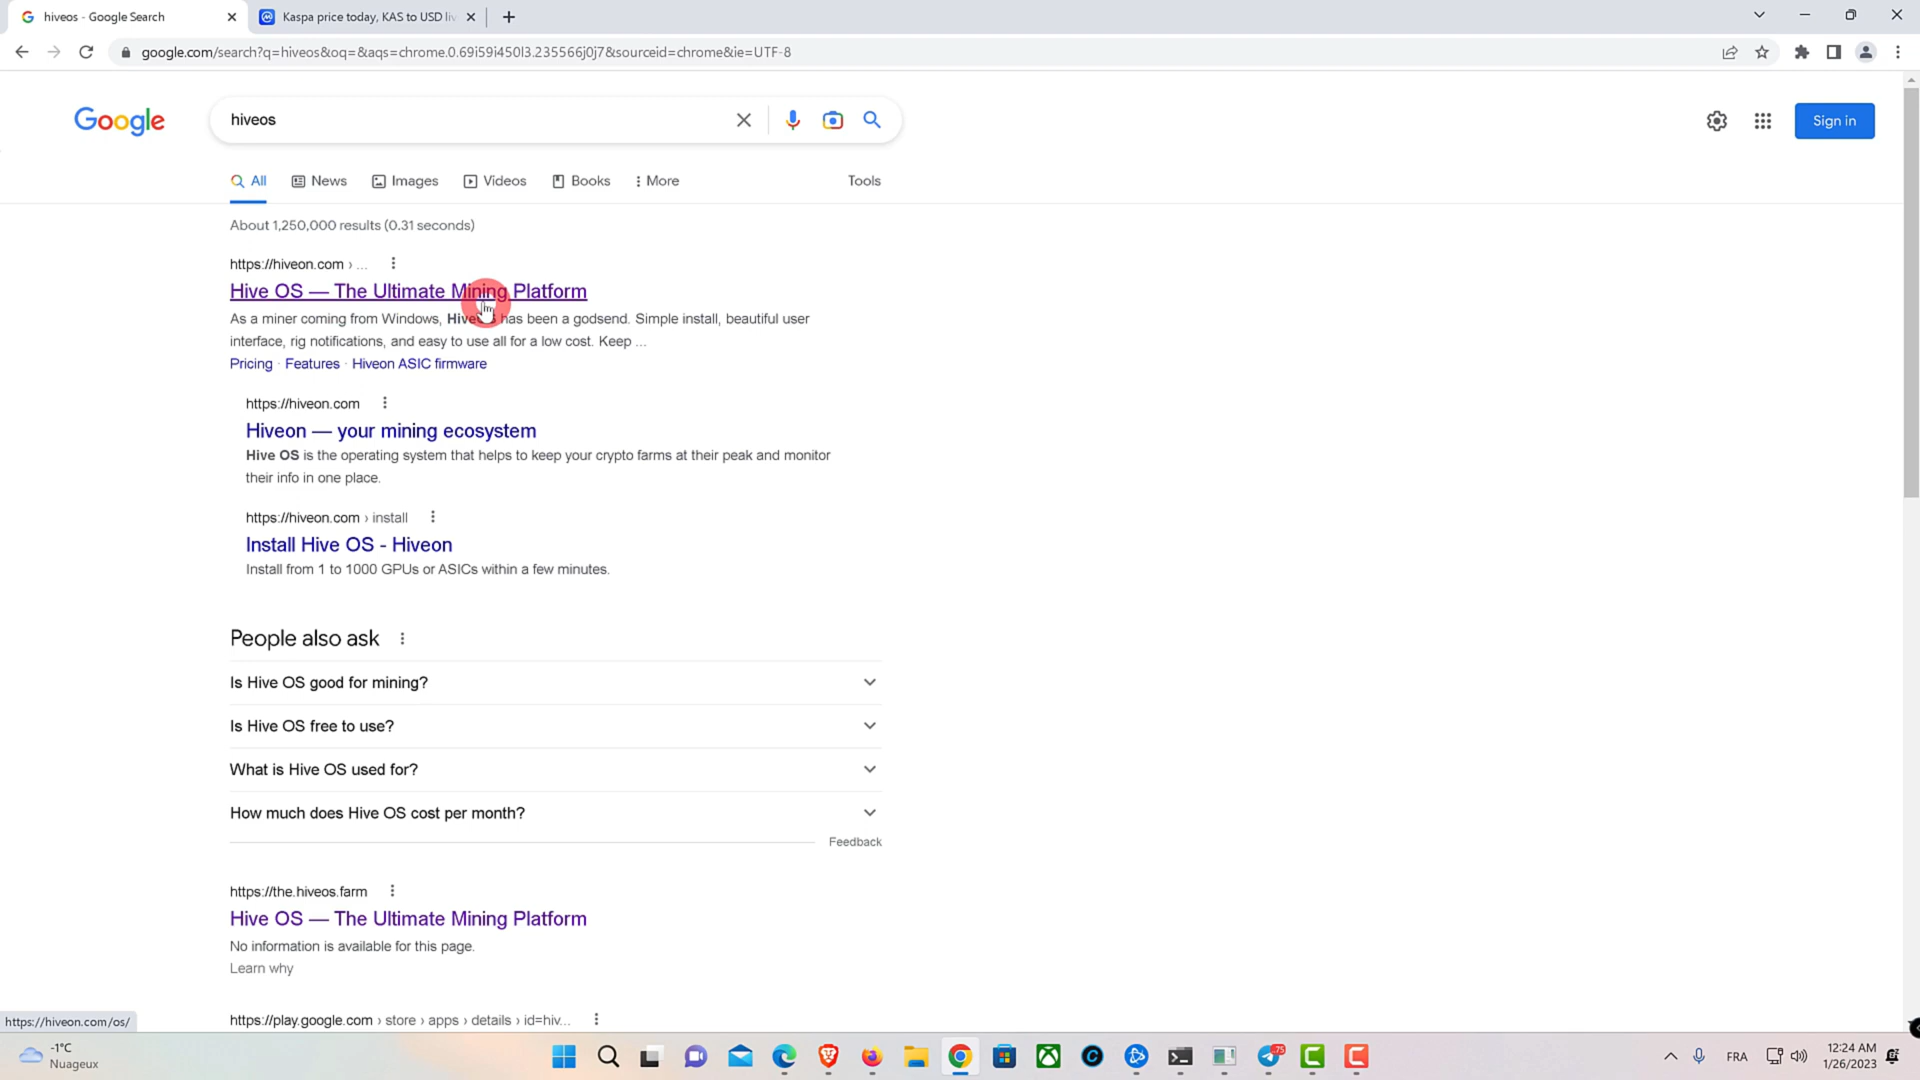 hiveos - Google Search
Kaspa price today, KAS to USD liv
google.com/search?q=hiveos&oq=&aqs=chrome.0.69i59i450l3.235566j0j7&sourceid=chrome&ie=UTF-8
Google
hiveos
Sign in
All
News
Images
Videos
Books
More
Tools
About 1,250,000 results (0.31 seconds)
https://hiveon.com › ...
Hive OS — The Ultimate Mining Platform
As a miner coming from Windows, HiveOS has been a godsend. Simple install, beautiful user
interface, rig notifications, and easy to use all for a low cost. Keep ...
Pricing · Features · Hiveon ASIC firmware
https://hiveon.com
Hiveon — your mining ecosystem
Hive OS is the operating system that helps to keep your crypto farms at their peak and monitor
their info in one place.
https://hiveon.com › install
Install Hive OS - Hiveon
Install from 1 to 1000 GPUs or ASICs within a few minutes.
People also ask
Is Hive OS good for mining?
Is Hive OS free to use?
What is Hive OS used for?
How much does Hive OS cost per month?
Feedback
https://the.hiveos.farm
Hive OS — The Ultimate Mining Platform
No information is available for this page.
Learn why
https://play.google.com › store › apps › details › id=hiv...
https://hiveon.com/os/
-1°C
Nuageux
75
FRA
12:24 AM
1/26/2023